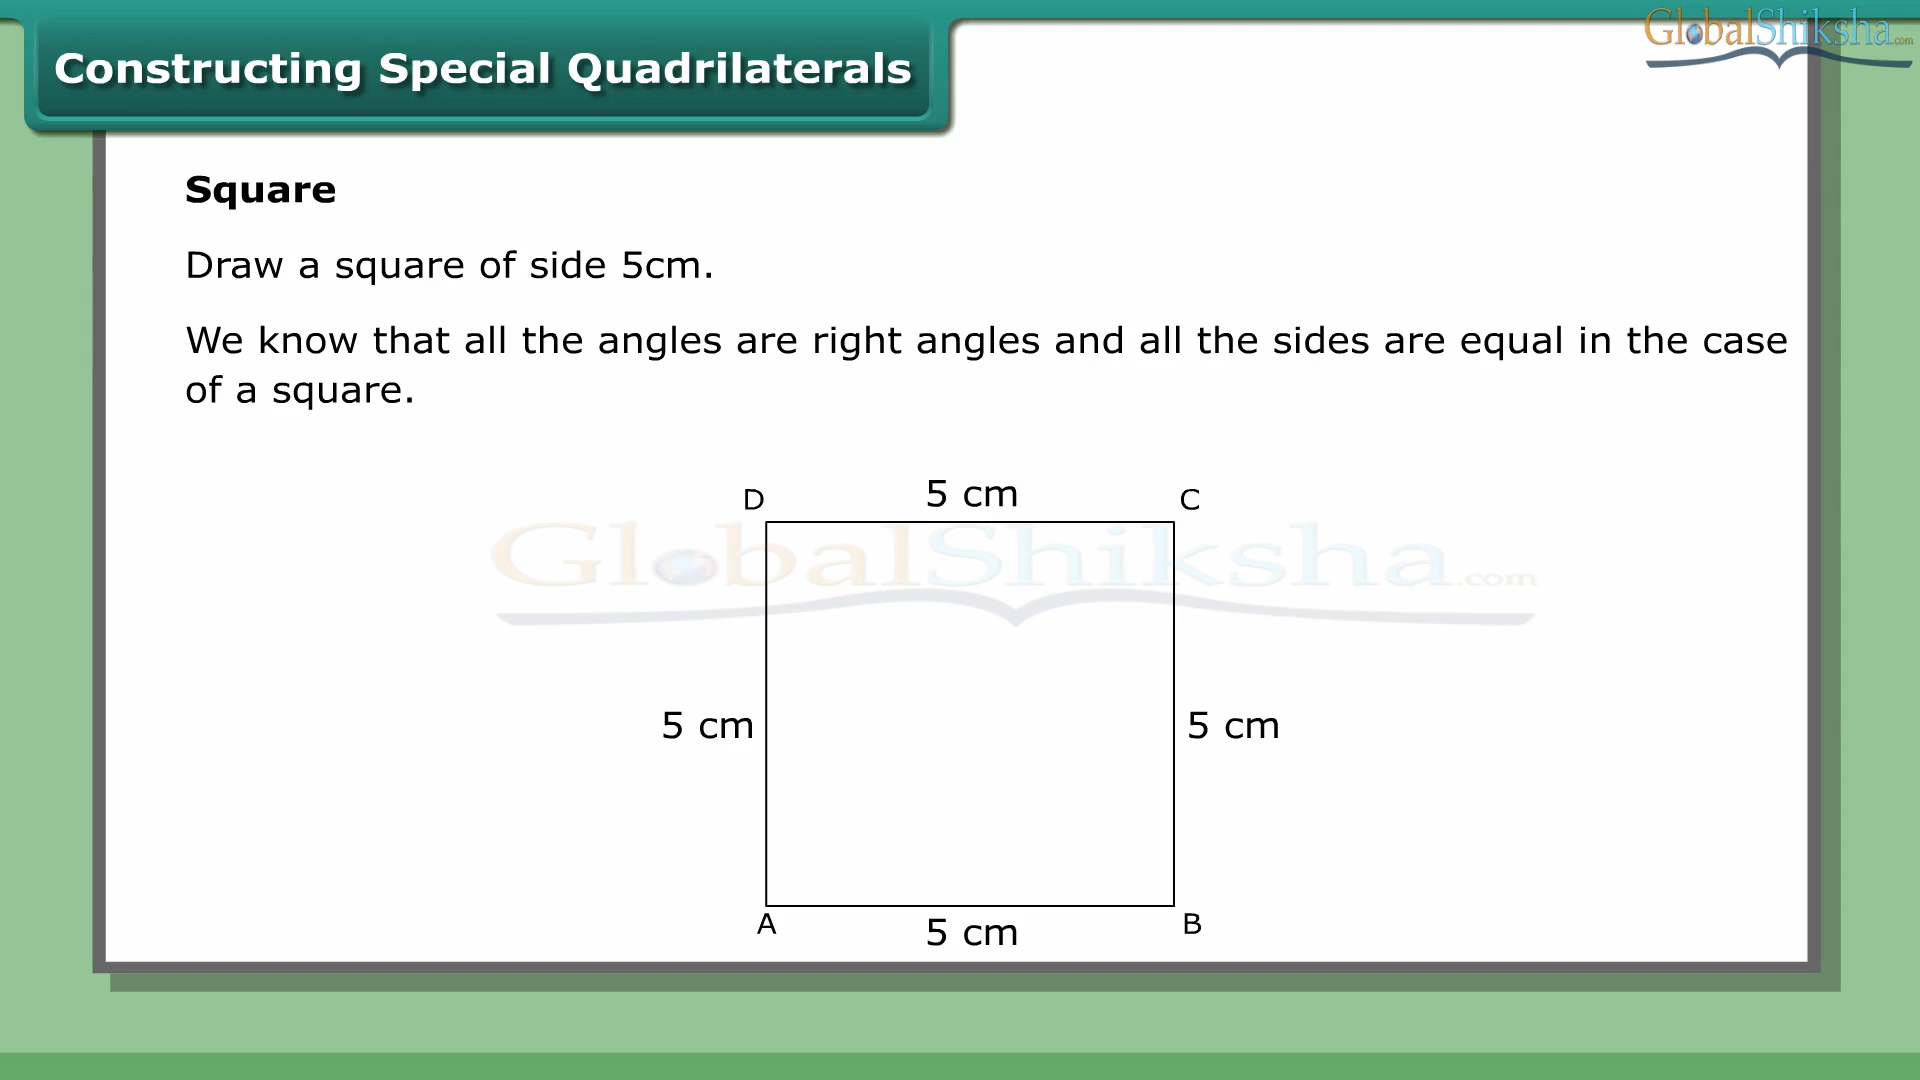 GlobalShiksha.com
Constructing Special Quadrilaterals
Square
Draw a square of side 5cm.
We know that all the angles are right angles and all the sides are equal in the case
of a square.
D 5 cm C
GlobalShiksha.com
5 cm 5 cm
A 5 cm B